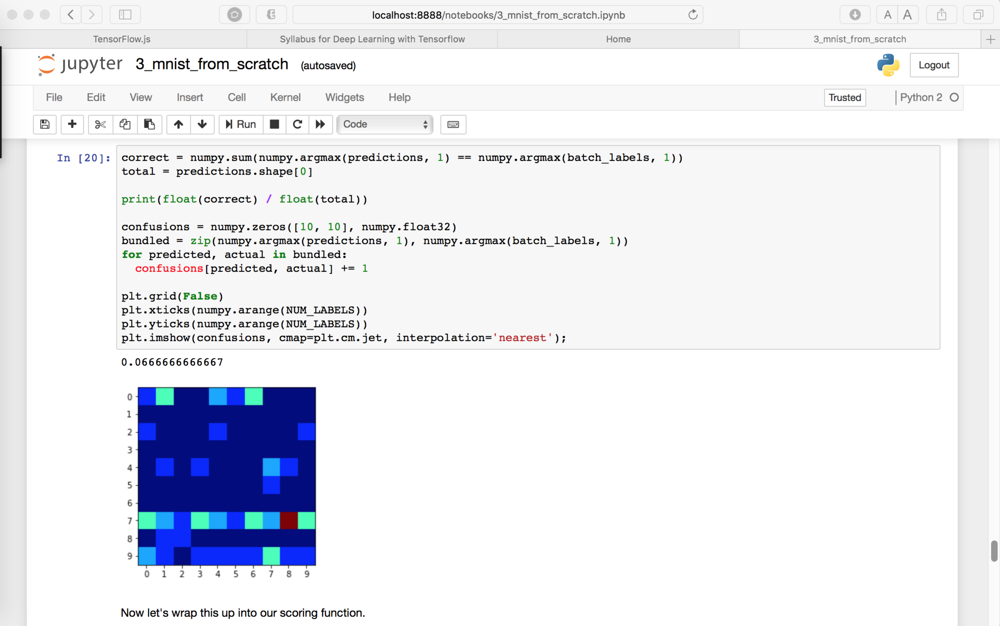 localhost:8888/notebooks/3_mnist_from_scratch.ipynb
A A
TensorFlow.js Syllabus for Deep Learning with Tensorflow Home 3_mnist_from_scratch
jupyter 3_mnist_from_scratch (autosaved) Logout
File Edit View Insert Cell Kernel Widgets Help Trusted Python 2
Run Code
In [20]: correct = numpy.sum(numpy.argmax(predictions, 1) == numpy.argmax(batch_labels, 1))
total = predictions.shape[0]
print(float(correct) / float(total))
confusions = numpy.zeros([10, 10], numpy.float32)
bundled = zip(numpy.argmax(predictions, 1), numpy.argmax(batch_labels, 1))
for predicted, actual in bundled:
  confusions[predicted, actual] += 1
plt.grid(False)
plt.xticks(numpy.arange(NUM_LABELS))
plt.yticks(numpy.arange(NUM_LABELS))
plt.imshow(confusions, cmap=plt.cm.jet, interpolation='nearest');
0.0666666666667
0
1
2
3
4
5
6
7
8
9
0 1 2 3 4 5 6 7 8 9
Now let's wrap this up into our scoring function.